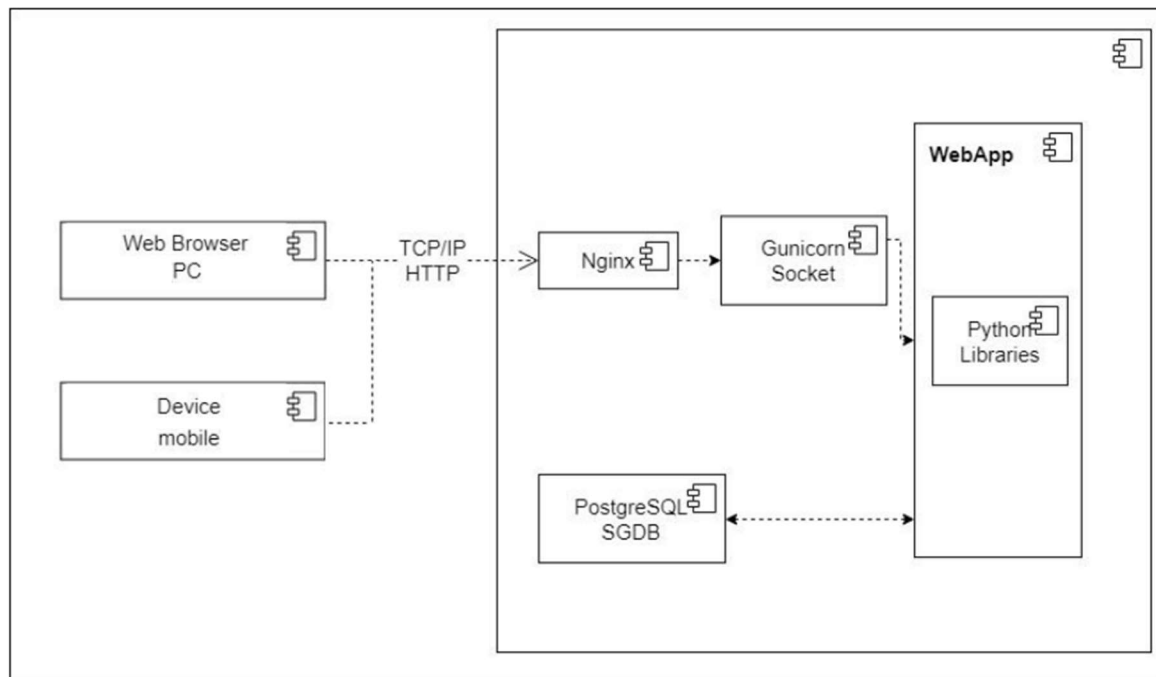 WebApp
Web Browser
PC
TCP/IP
HTTP
Nginx
Gunicorn
Socket
Python
Libraries
Device
mobile
PostgreSQL
SGDB